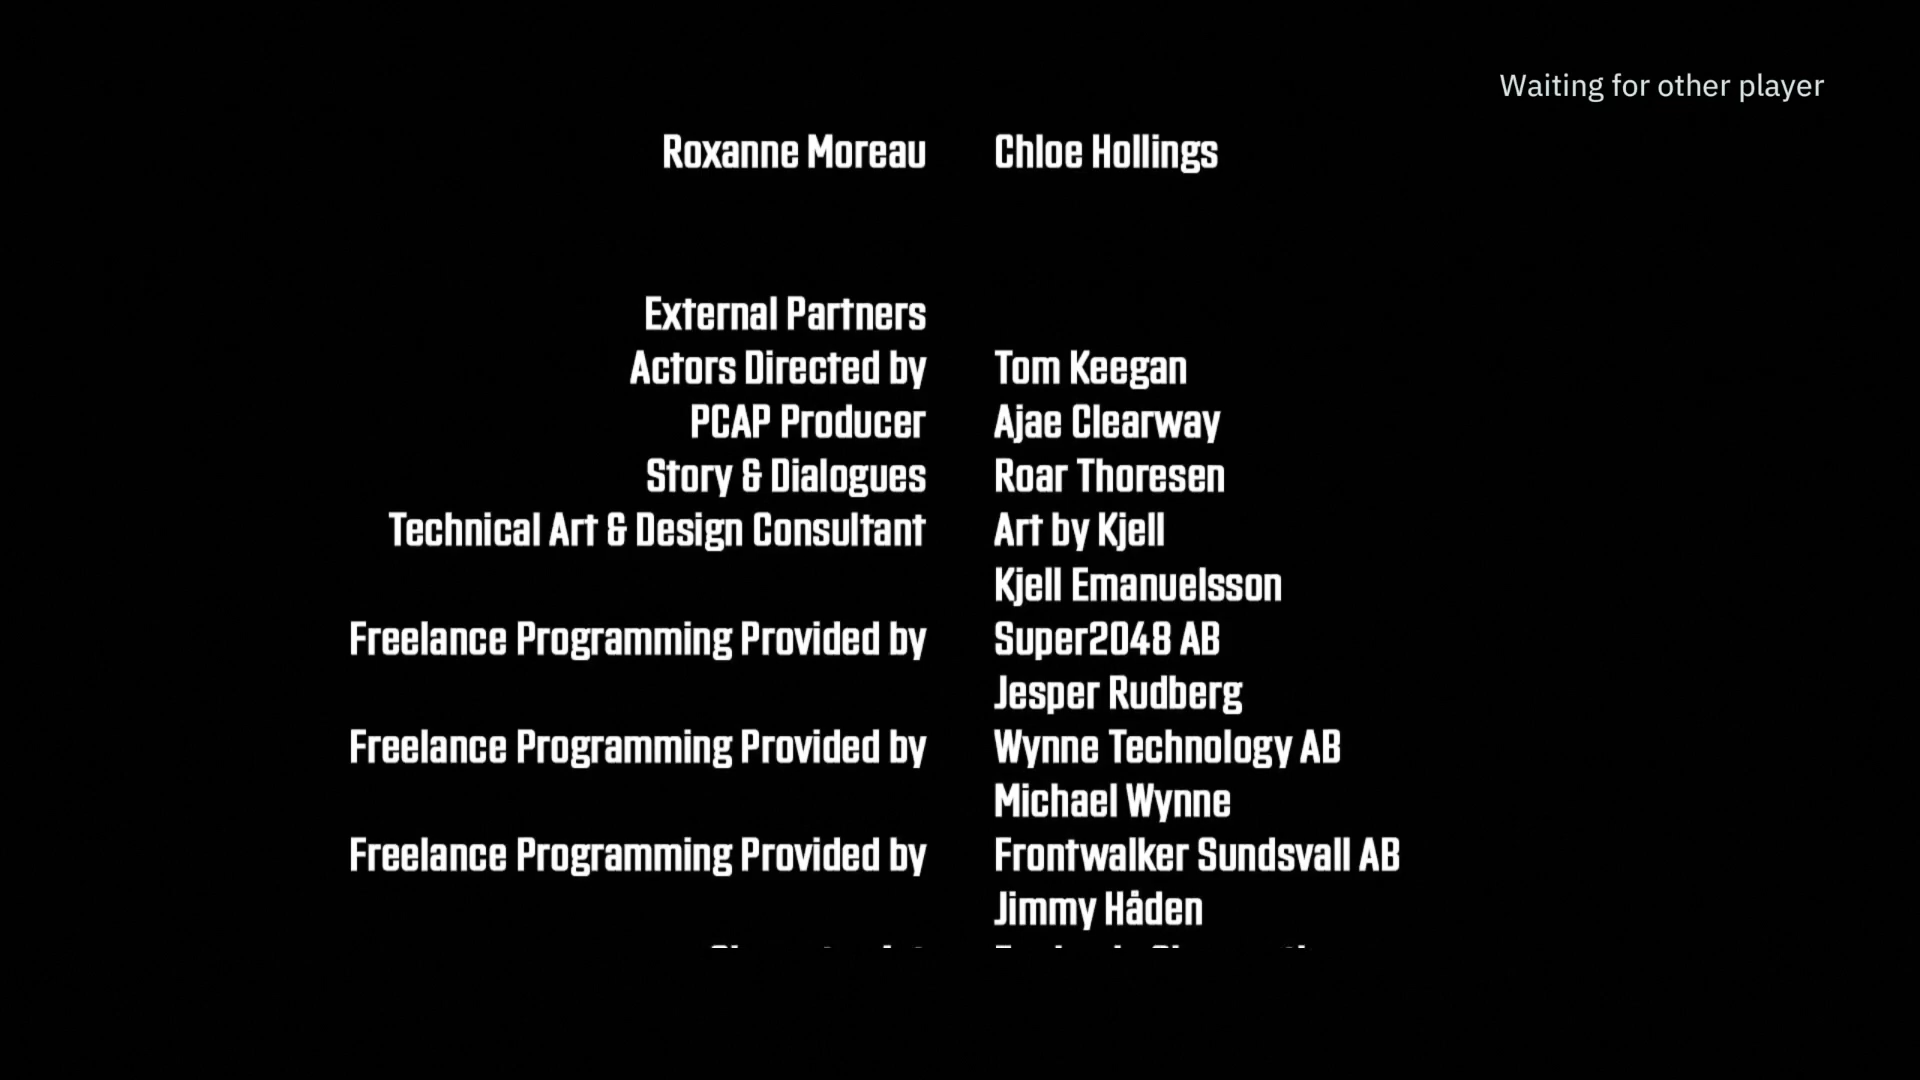 Waiting for other player
Roxanne Moreau Chloe Hollings
External Partners
Actors Directed by Tom Keegan
PCAP Producer Ajae Clearway
Story & Dialogues Roar Thoresen
Technical Art & Design Consultant Art by Kjell
Kjell Emanuelsson
Freelance Programming Provided by Super2048 AB
Jesper Rudberg
Freelance Programming Provided by Wynne Technology AB
Michael Wynne
Freelance Programming Provided by Frontwalker Sundsvall AB
Jimmy Håden